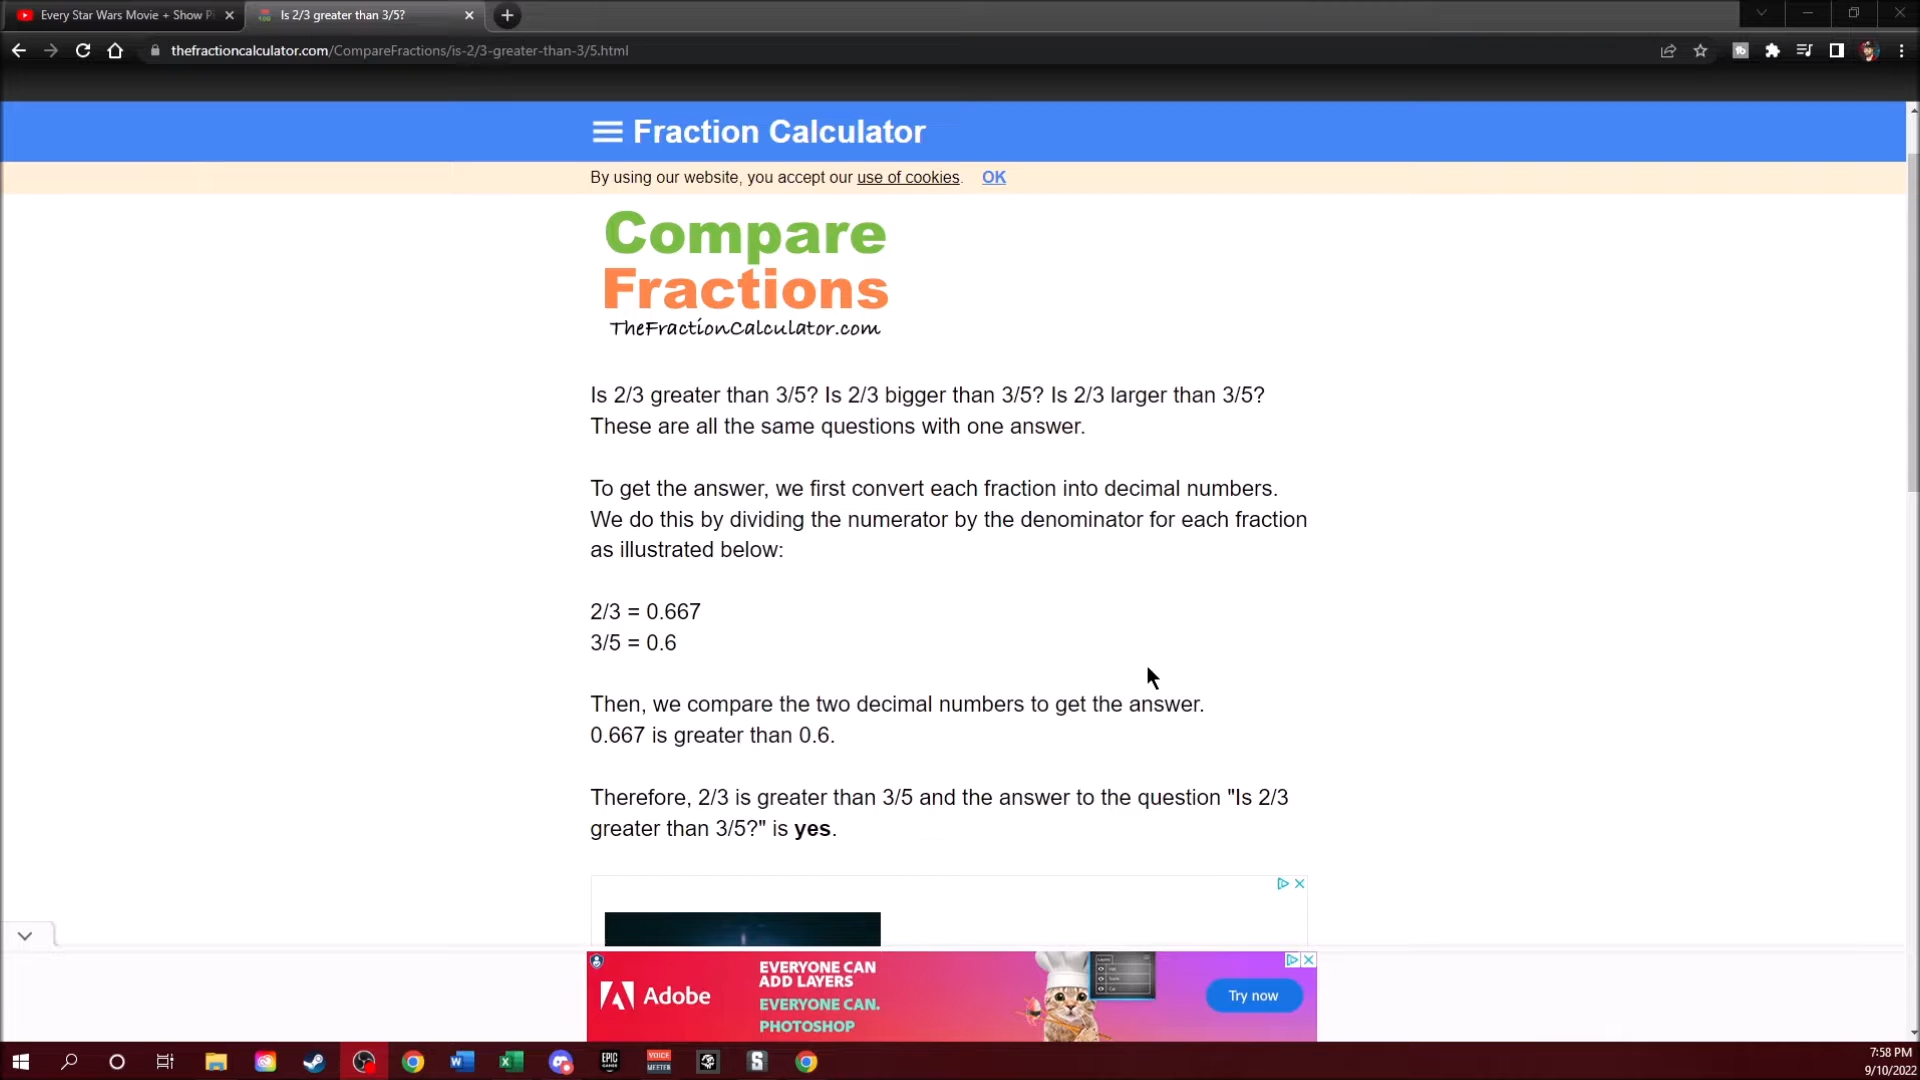 Every Star Wars Movie + Show P
Is 2/3 greater than 3/5?
thefractioncalculator.com/CompareFractions/is-2/3-greater-than-3/5.html
Fraction Calculator
By using our website, you accept our use of cookies. OK
Compare
Fractions
TheFractionCalculator.com
Is 2/3 greater than 3/5? Is 2/3 bigger than 3/5? Is 2/3 larger than 3/5?
These are all the same questions with one answer.
To get the answer, we first convert each fraction into decimal numbers.
We do this by dividing the numerator by the denominator for each fraction
as illustrated below:
2/3 = 0.667
3/5 = 0.6
Then, we compare the two decimal numbers to get the answer.
0.667 is greater than 0.6.
Therefore, 2/3 is greater than 3/5 and the answer to the question "Is 2/3
greater than 3/5?" is yes.
EVERYONE CAN
ADD LAYERS
Adobe
EVERYONE CAN.
PHOTOSHOP
Try now
EPIC
GAMES
VOICE
MEETER
7:58 PM
9/10/2022